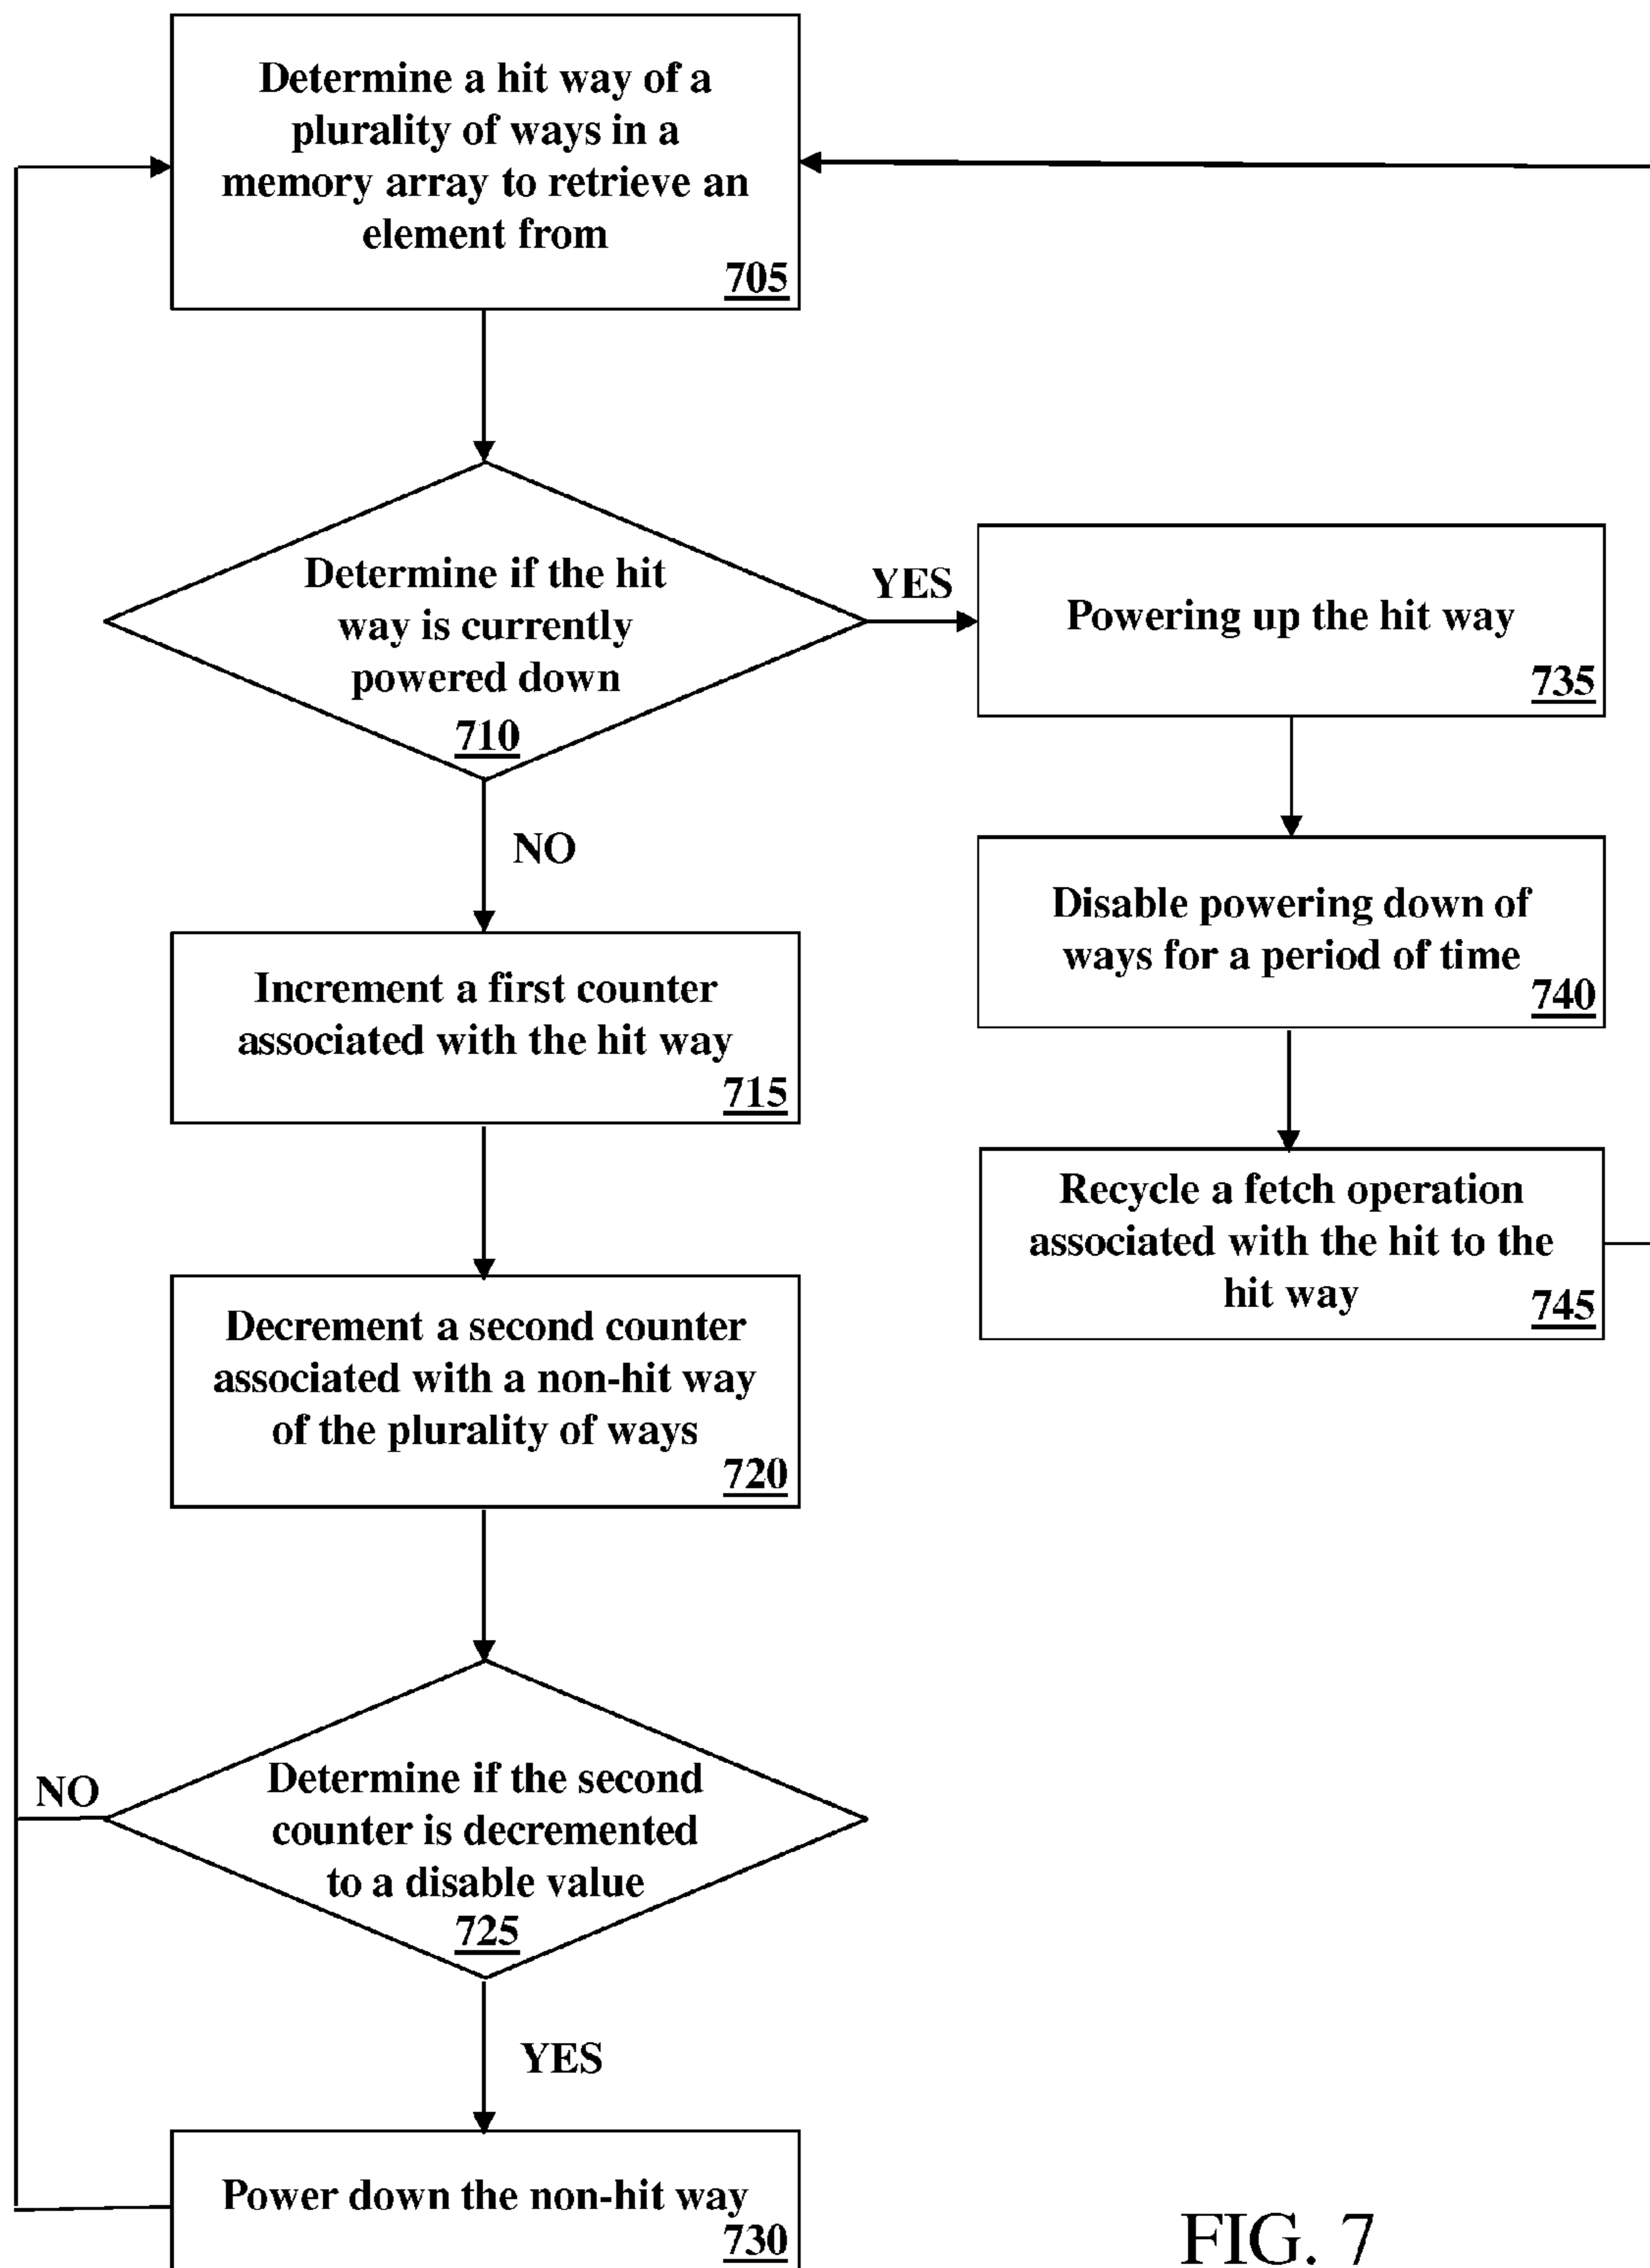 Determine a hit way of a
plurality of ways in a
memory array to retrieve an
element from
705
Determine if the hit
way is currently
powered down
710
YES
Powering up the hit way
735
NO
Disable powering down of
ways for a period of time
740
Increment a first counter
associated with the hit way
715
Recycle a fetch operation
associated with the hit to the
hit way
745
Decrement a second counter
associated with a non-hit way
of the plurality of ways
720
NO
Determine if the second
counter is decremented
to a disable value
725
YES
Power down the non-hit way
730
FIG. 7